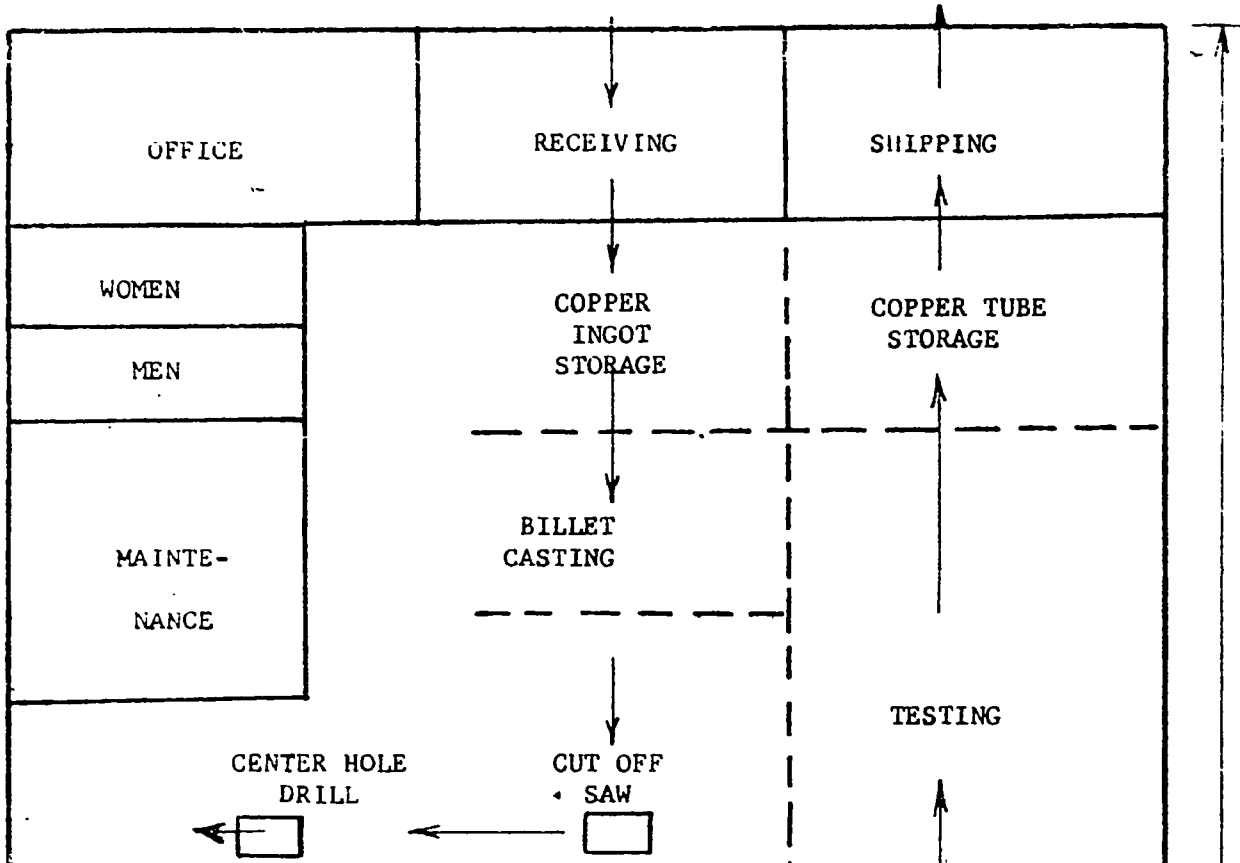 OFFICE
RECEIVING
SHIPPING
WOMEN
MEN
COPPER
INGOT
STORAGE
COPPER TUBE
STORAGE
MAINTE-
NANCE
BILLET
CASTING
TESTING
CENTER HOLE
DRILL
CUT OFF
SAW